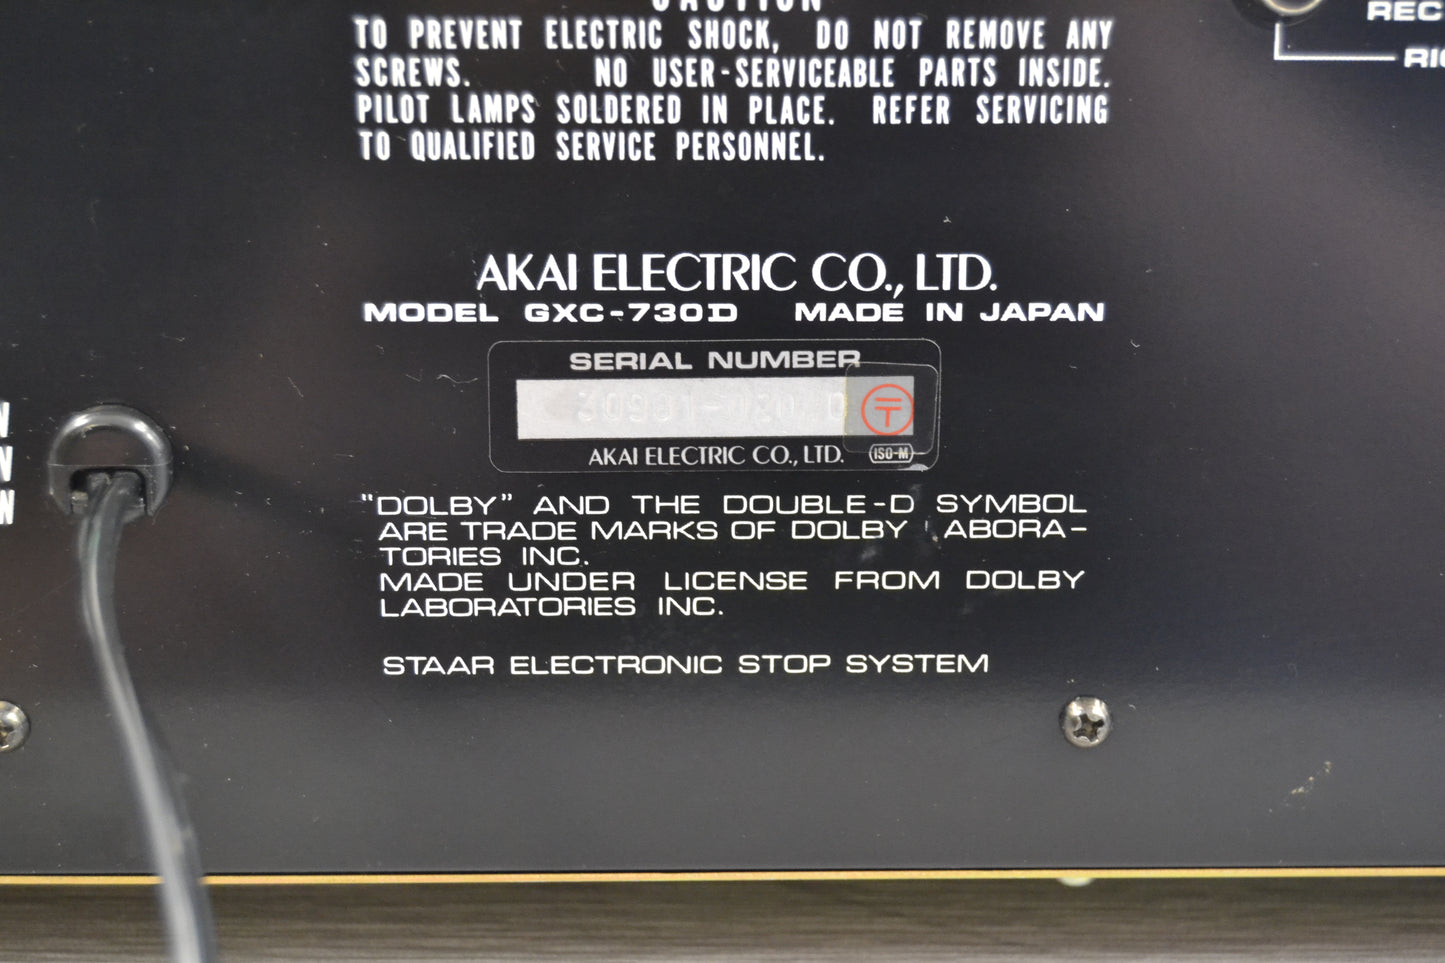 CAUTION
TO PREVENT ELECTRIC SHOCK, DO NOT REMOVE ANY
SCREWS. NO USER-SERVICEABLE PARTS INSIDE.
PILOT LAMPS SOLDERED IN PLACE. REFER SERVICING
TO QUALIFIED SERVICE PERSONNEL.
REC
RIG
AKAI ELECTRIC CO., LTD.
MODEL GXC-730D MADE IN JAPAN
SERIAL NUMBER
AKAI ELECTRIC CO., LTD.
ISO-M
N
N
N
"DOLBY" AND THE DOUBLE-D SYMBOL
ARE TRADE MARKS OF DOLBY ABORA-
TORIES INC.
MADE UNDER LICENSE FROM DOLBY
LABORATORIES INC.
STAAR ELECTRONIC STOP SYSTEM